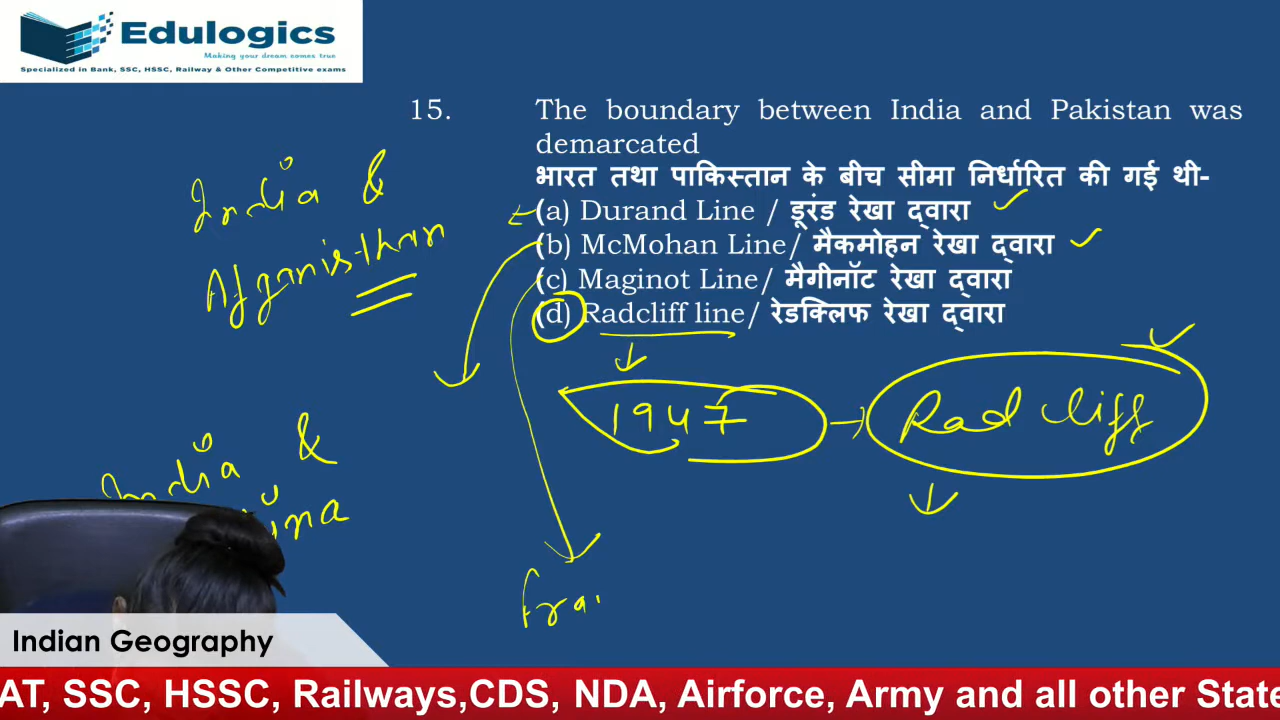 Edulogics
Making your dream comes true
Specialized in Bank, SSC, HSSC, Railway & Other Competitive exams
15. The boundary between India and Pakistan was
demarcated
भारत तथा पाकिस्तान के बीच सीमा निर्धारित की गई थी-
(a) Durand Line / डूरंड रेखा द्वारा
(b) McMohan Line/ मैकमोहन रेखा द्वारा
(c) Maginot Line/ मैगीनॉट रेखा द्वारा
(d) Radcliff line/ रेडक्लिफ रेखा द्वारा
India &
Afganisthan
1947
Radcliff
India &
ina
fra
Indian Geography
AT, SSC, HSSC, Railways,CDS, NDA, Airforce, Army and all other State